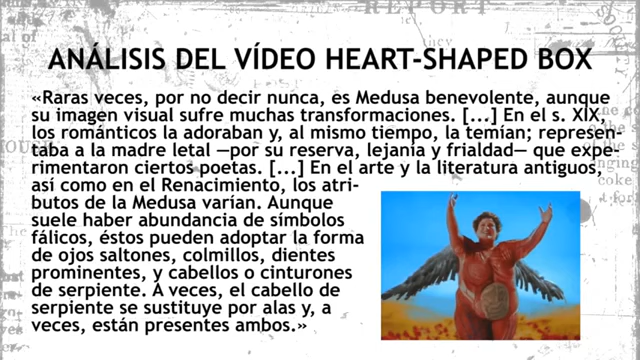 REPORT
ANÁLISIS DEL VÍDEO HEART-SHAPED BOX
«Raras veces, por no decir nunca, es Medusa benevolente, aunque
su imagen visual sufre muchas transformaciones. [...] En el s. XIX,
los románticos la adoraban y, al mismo tiempo, la temían; represen-
taba a la madre letal —por su reserva, lejanía y frialdad— que expe-
rimentaron ciertos poetas. [...] En el arte y la literatura antiguos,
así como en el Renacimiento, los atri-
butos de la Medusa varían. Aunque
suele haber abundancia de símbolos
fálicos, éstos pueden adoptar la forma
de ojos saltones, colmillos, dientes
prominentes, y cabellos o cinturones
de serpiente. A veces, el cabello de
serpiente se sustituye por alas y, a
veces, están presentes ambos.»